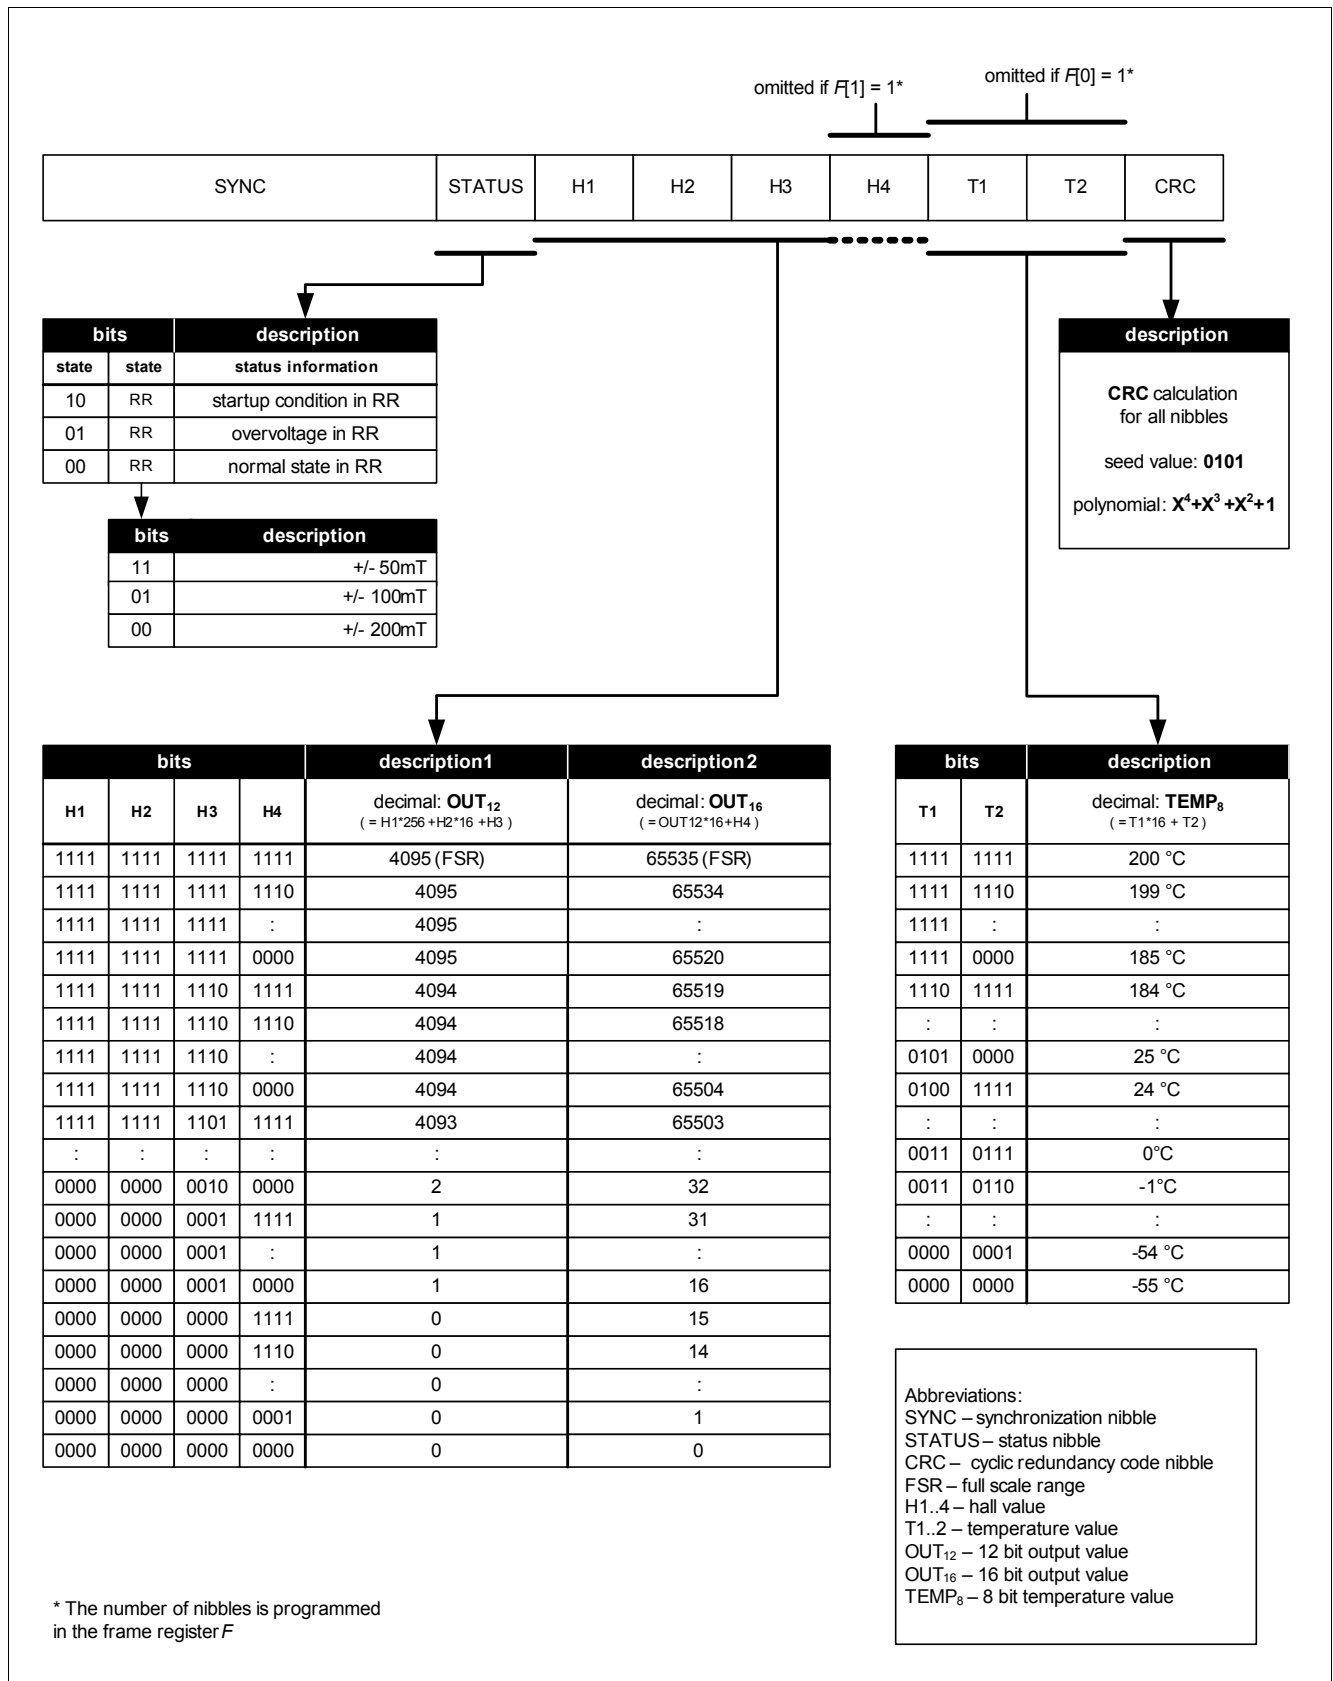 omitted if F[1] = 1*
omitted if F[0] = 1*
SYNC STATUS H1 H2 H3 H4 T1 T2 CRC
bits description
state state status information
10 RR startup condition in RR
01 RR overvoltage in RR
00 RR normal state in RR
bits description
11 +/- 50mT
01 +/- 100mT
00 +/- 200mT
description
CRC calculation
for all nibbles
seed value: 0101
polynomial: X⁴+X³+X²+1
bits description1 description2
H1 H2 H3 H4 decimal: OUT₁₂ decimal: OUT₁₆
( = H1*256 +H2*16 +H3 ) ( =OUT12*16+H4 )
1111 1111 1111 1111 4095 (FSR) 65535 (FSR)
1111 1111 1111 1110 4095 65534
1111 1111 1111 : 4095 :
1111 1111 1111 0000 4095 65520
1111 1111 1110 1111 4094 65519
1111 1111 1110 1110 4094 65518
1111 1111 1110 : 4094 :
1111 1111 1110 0000 4094 65504
1111 1111 1101 1111 4093 65503
: : : : : :
0000 0000 0010 0000 2 32
0000 0000 0001 1111 1 31
0000 0000 0001 : 1 :
0000 0000 0001 0000 1 16
0000 0000 0000 1111 0 15
0000 0000 0000 1110 0 14
0000 0000 0000 : 0 :
0000 0000 0000 0001 0 1
0000 0000 0000 0000 0 0
bits description
T1 T2 decimal: TEMP₈
( =T1*16 + T2 )
1111 1111 200 °C
1111 1110 199 °C
1111 : :
1111 0000 185 °C
1110 1111 184 °C
: : :
0101 0000 25 °C
0100 1111 24 °C
: : :
0011 0111 0°C
0011 0110 -1°C
: : :
0000 0001 -54 °C
0000 0000 -55 °C
Abbreviations:
SYNC – synchronization nibble
STATUS – status nibble
CRC – cyclic redundancy code nibble
FSR – full scale range
H1..4 – hall value
T1..2 – temperature value
OUT₁₂ – 12 bit output value
OUT₁₆ – 16 bit output value
TEMP₈ – 8 bit temperature value
* The number of nibbles is programmed
in the frame register F